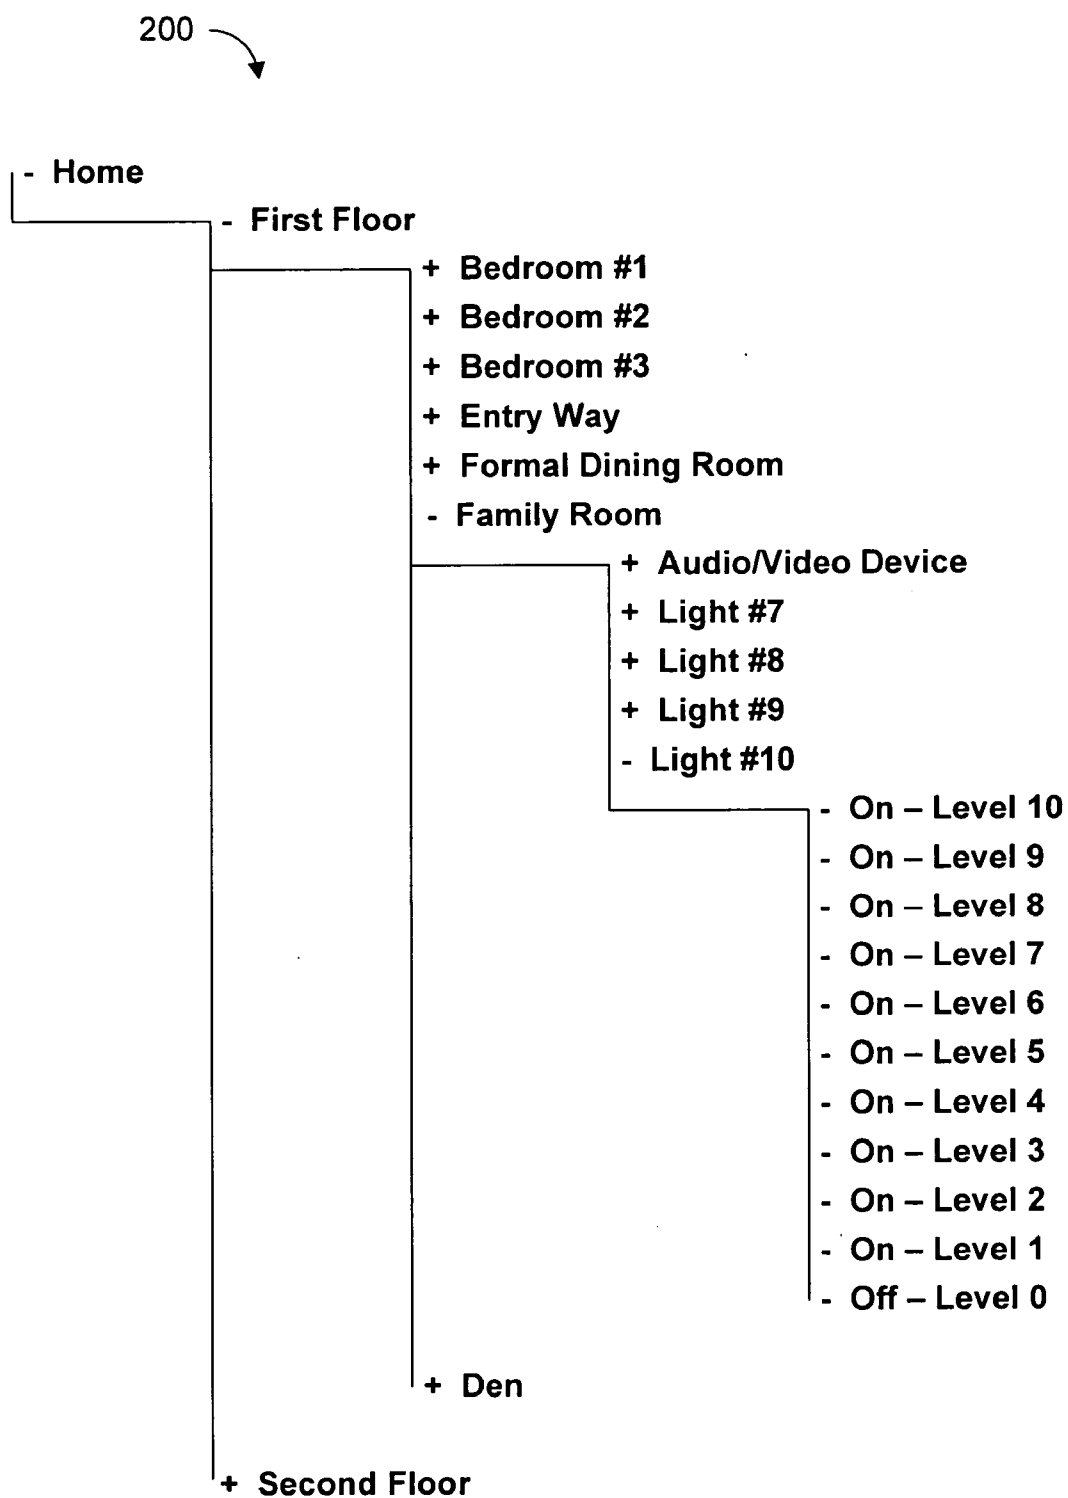 200
- Home
- First Floor
+ Bedroom #1
+ Bedroom #2
+ Bedroom #3
+ Entry Way
+ Formal Dining Room
- Family Room
+ Audio/Video Device
+ Light #7
+ Light #8
+ Light #9
- Light #10
- On – Level 10
- On – Level 9
- On – Level 8
- On – Level 7
- On – Level 6
- On – Level 5
- On – Level 4
- On – Level 3
- On – Level 2
- On – Level 1
- Off – Level 0
+ Den
+ Second Floor